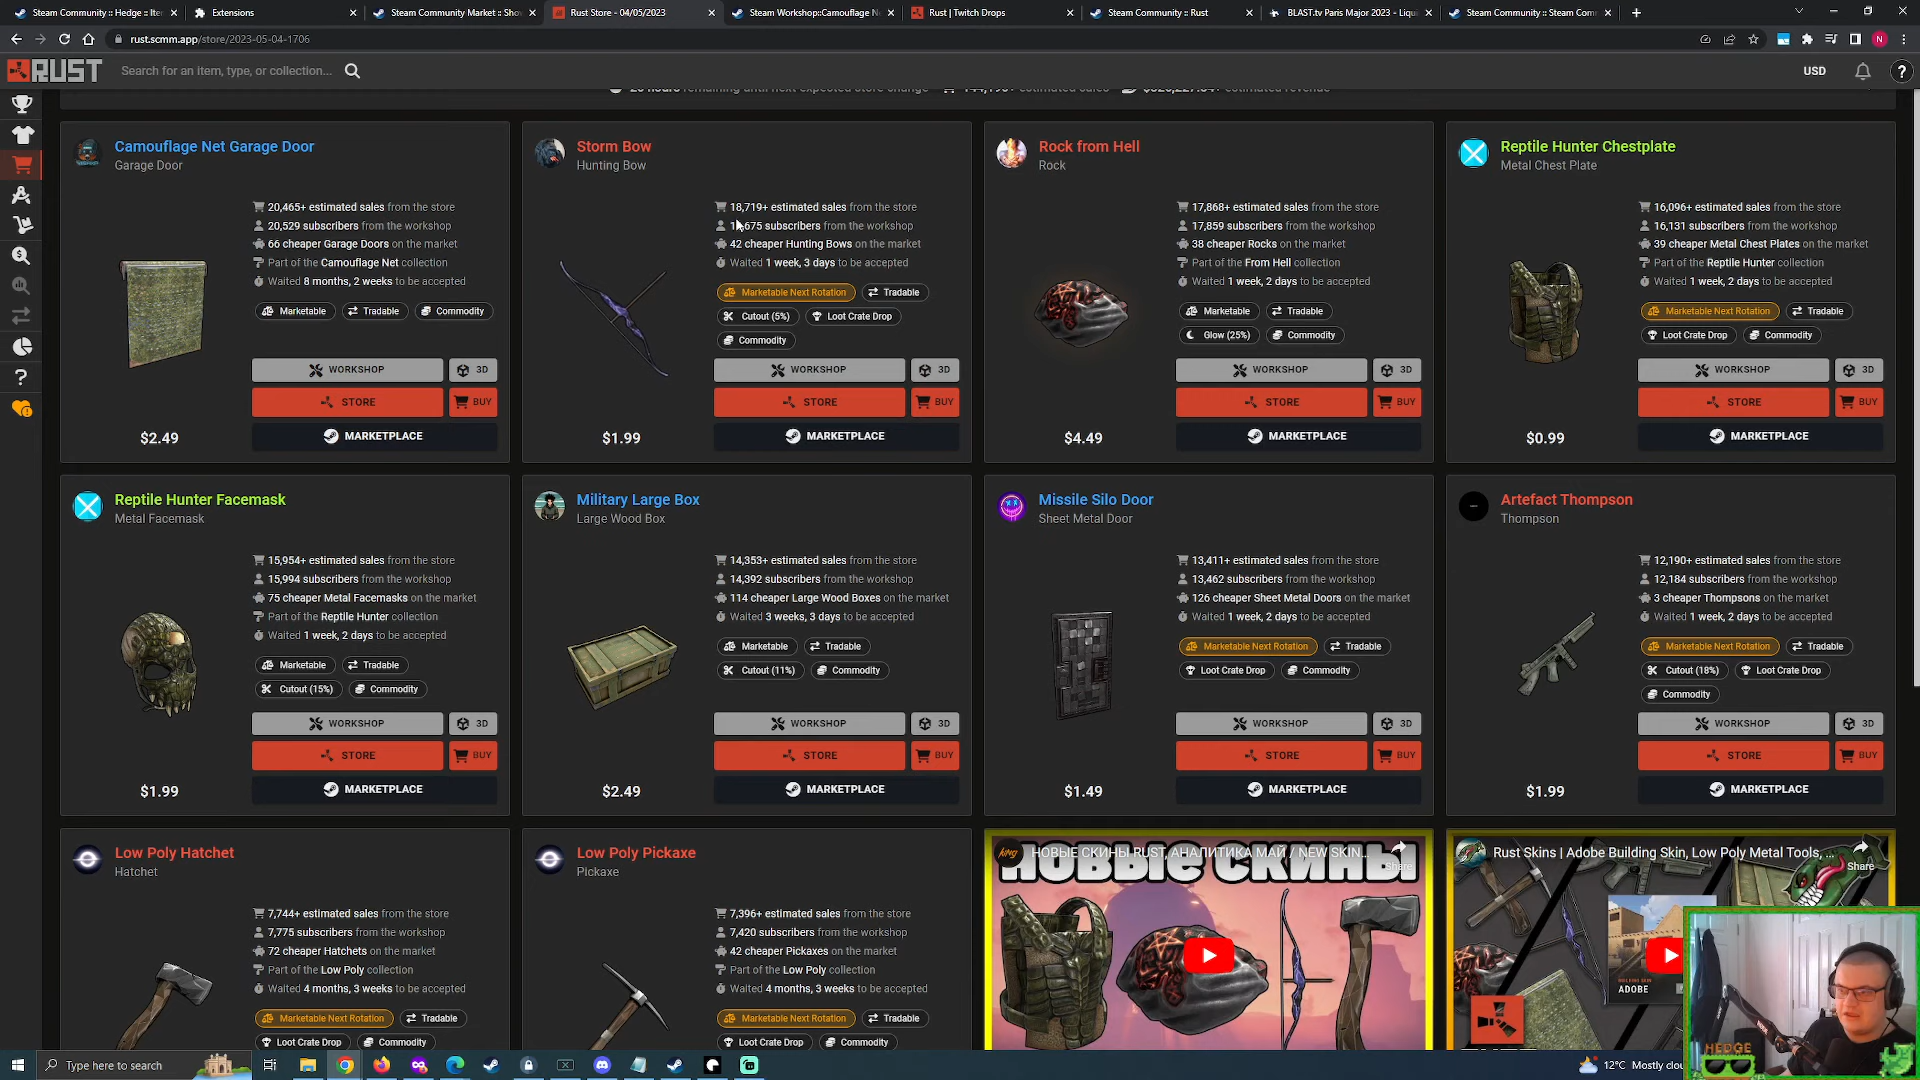 Steam Community :: Hedge :: Item
Extensions
Steam Community Market :: Show
Rust Store - 04/05/2023
Steam Workshop::Camouflage N
Rust | Twitch Drops
Steam Community :: Rust
BLAST.tv Paris Major 2023 - Liqu
Steam Community :: Steam Com
rust.scmm.app/store/2023-05-04-1706
RUST
Search for an item, type, or collection...
USD
Camouflage Net Garage Door
Garage Door
20,465+ estimated sales from the store
20,529 subscribers from the workshop
66 cheaper Garage Doors on the market
Part of the Camouflage Net collection
Waited 8 months, 2 weeks to be accepted
Marketable
Tradable
Commodity
WORKSHOP
3D
STORE
BUY
$2.49
MARKETPLACE
Storm Bow
Hunting Bow
18,719+ estimated sales from the store
subscribers from the workshop
42 cheaper Hunting Bows on the market
Waited 1 week, 3 days to be accepted
Marketable Next Rotation
Tradable
Cutout (5%)
Loot Crate Drop
Commodity
WORKSHOP
3D
STORE
BUY
$1.99
MARKETPLACE
Rock from Hell
Rock
17,868+ estimated sales from the store
17,859 subscribers from the workshop
38 cheaper Rocks on the market
Part of the From Hell collection
Waited 1 week, 2 days to be accepted
Marketable
Tradable
Glow (25%)
Commodity
WORKSHOP
3D
STORE
BUY
$4.49
MARKETPLACE
Reptile Hunter Chestplate
Metal Chest Plate
16,096+ estimated sales from the store
16,131 subscribers from the workshop
39 cheaper Metal Chest Plates on the market
Part of the Reptile Hunter collection
Waited 1 week, 2 days to be accepted
Marketable Next Rotation
Tradable
Loot Crate Drop
Commodity
WORKSHOP
3D
STORE
BUY
$0.99
MARKETPLACE
Reptile Hunter Facemask
Metal Facemask
15,954+ estimated sales from the store
15,994 subscribers from the workshop
75 cheaper Metal Facemasks on the market
Part of the Reptile Hunter collection
Waited 1 week, 2 days to be accepted
Marketable
Tradable
Cutout (15%)
Commodity
WORKSHOP
3D
STORE
BUY
$1.99
MARKETPLACE
Military Large Box
Large Wood Box
14,353+ estimated sales from the store
14,392 subscribers from the workshop
114 cheaper Large Wood Boxes on the market
Waited 3 weeks, 3 days to be accepted
Marketable
Tradable
Cutout (11%)
Commodity
WORKSHOP
3D
STORE
BUY
$2.49
MARKETPLACE
Missile Silo Door
Sheet Metal Door
13,411+ estimated sales from the store
13,462 subscribers from the workshop
126 cheaper Sheet Metal Doors on the market
Waited 1 week, 2 days to be accepted
Marketable Next Rotation
Tradable
Loot Crate Drop
Commodity
WORKSHOP
3D
STORE
BUY
$1.49
MARKETPLACE
Artefact Thompson
Thompson
12,190+ estimated sales from the store
12,184 subscribers from the workshop
3 cheaper Thompsons on the market
Waited 1 week, 2 days to be accepted
Marketable Next Rotation
Tradable
Cutout (18%)
Loot Crate Drop
Commodity
WORKSHOP
3D
STORE
BUY
$1.99
MARKETPLACE
Low Poly Hatchet
Hatchet
7,744+ estimated sales from the store
7,775 subscribers from the workshop
72 cheaper Hatchets on the market
Part of the Low Poly collection
Waited 4 months, 3 weeks to be accepted
Marketable Next Rotation
Tradable
Loot Crate Drop
Commodity
Low Poly Pickaxe
Pickaxe
7,396+ estimated sales from the store
7,420 subscribers from the workshop
42 cheaper Pickaxes on the market
Part of the Low Poly collection
Waited 4 months, 3 weeks to be accepted
Marketable Next Rotation
Tradable
Loot Crate Drop
Commodity
НОВЫЕ СКИНЫ RUST, АНАЛИТИКА МАЙ / NEW SKIN...
Share
НОВЫЕ СКИНЫ
Rust Skins | Adobe Building Skin, Low Poly Metal Tools, ...
Share
ADOBE
HEDGE
Type here to search
12°C Mostly clou